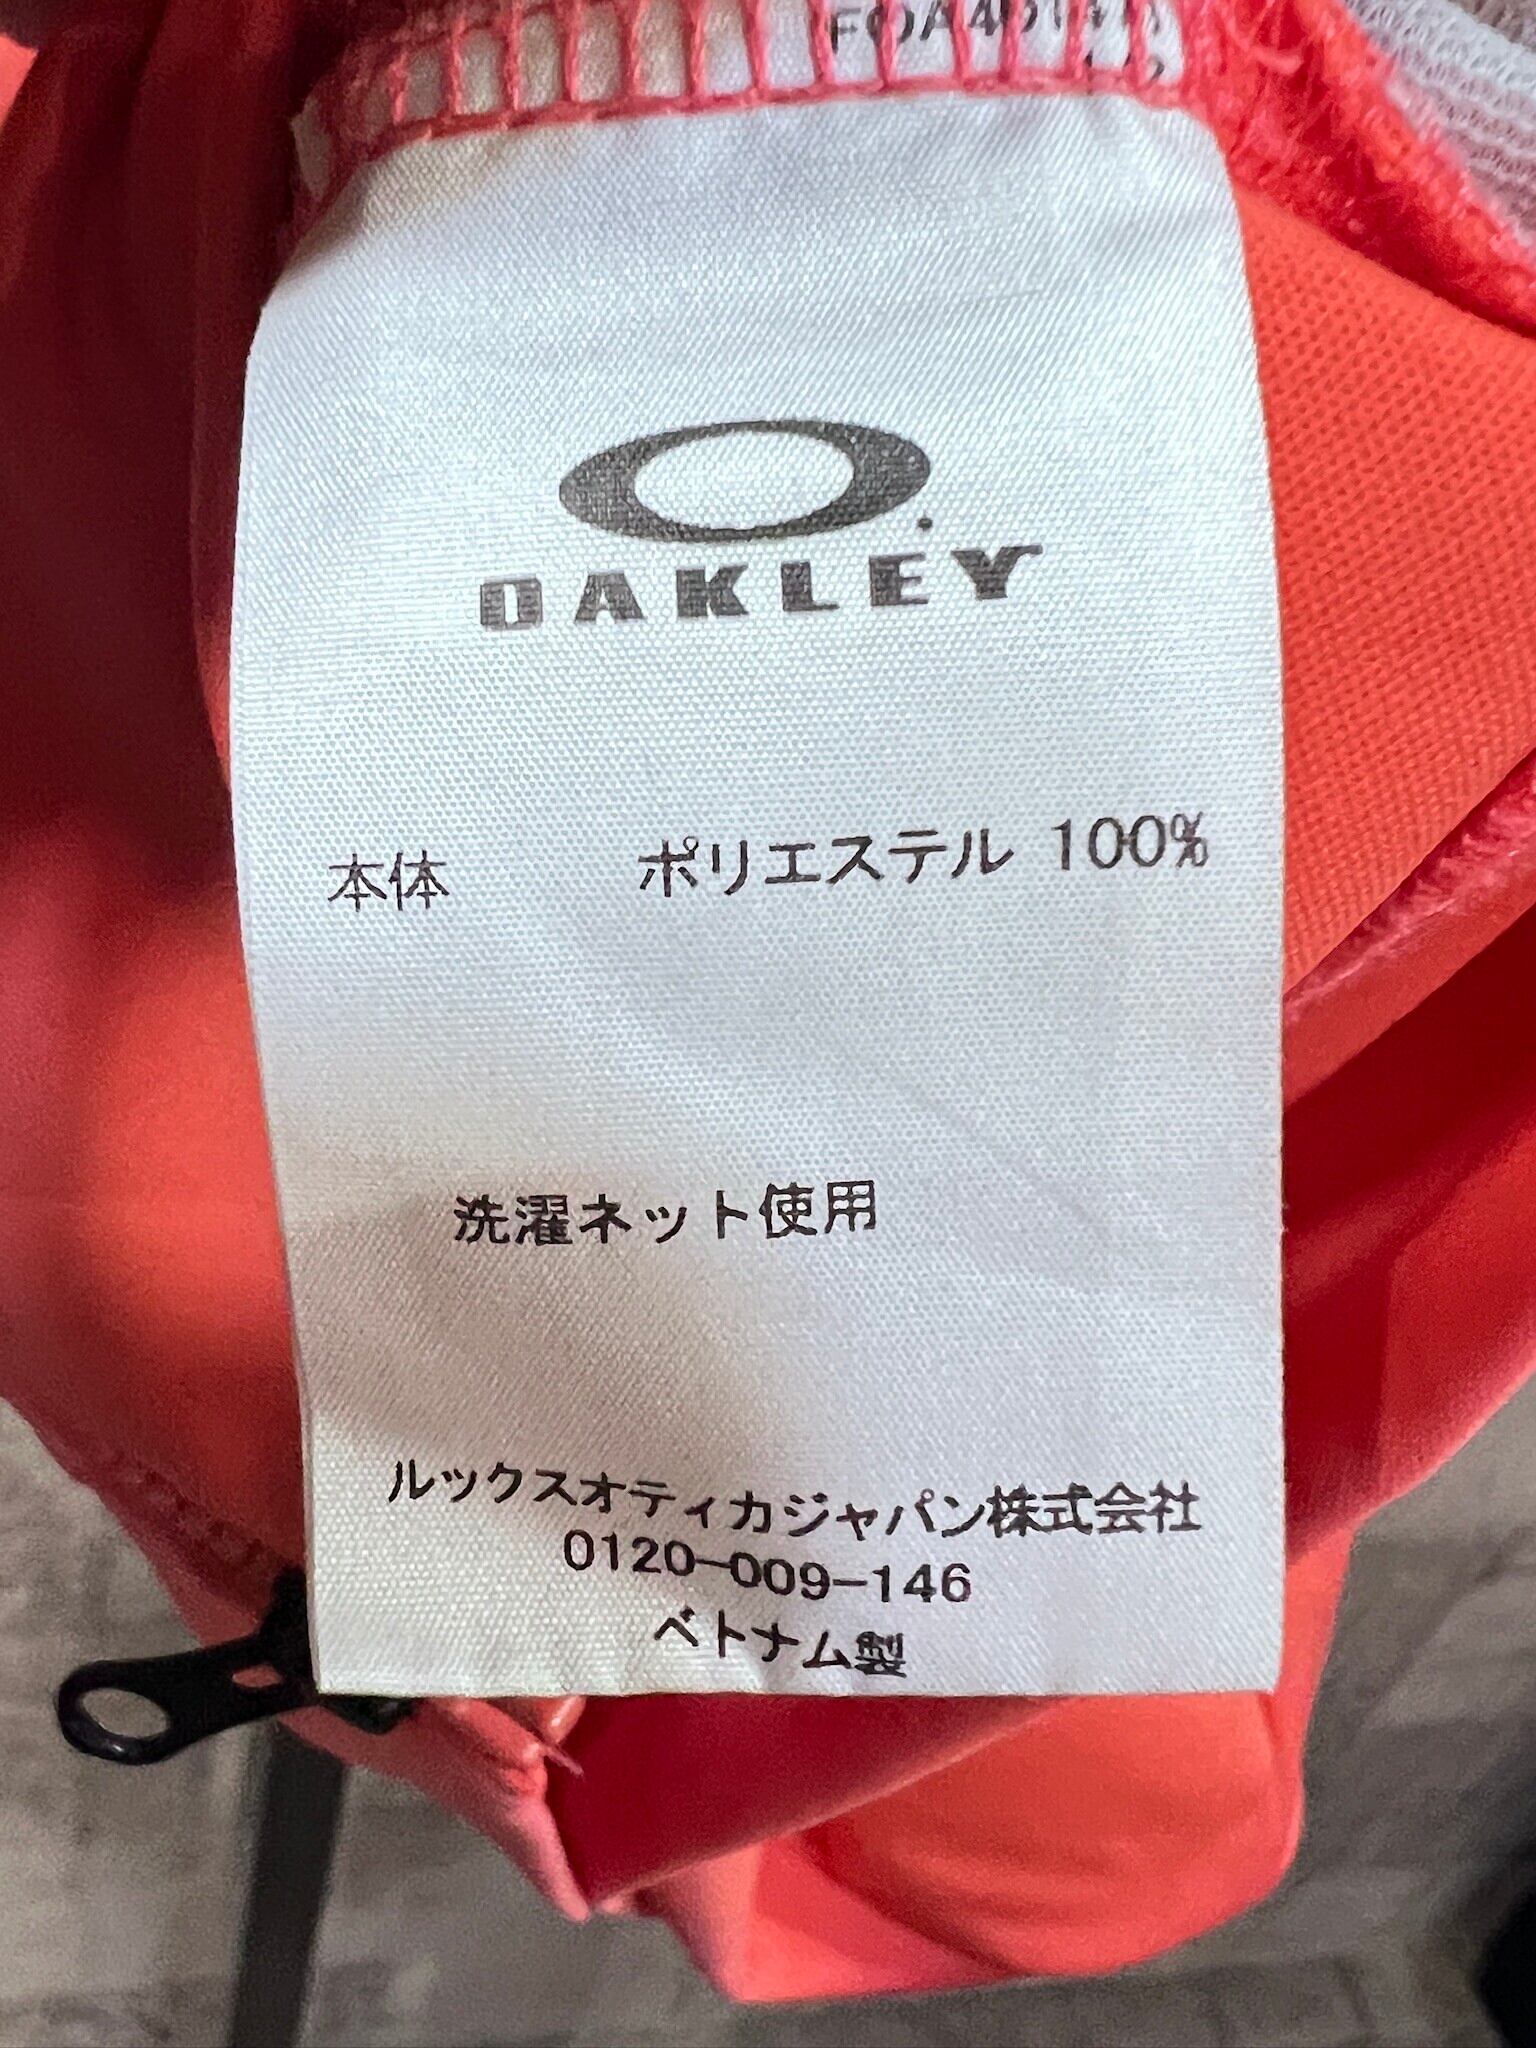 OAKLEY
本体 ポリエステル 100%
洗濯ネット使用
ルックスオティカジャパン株式会社
0120-009-146
ベトナム製